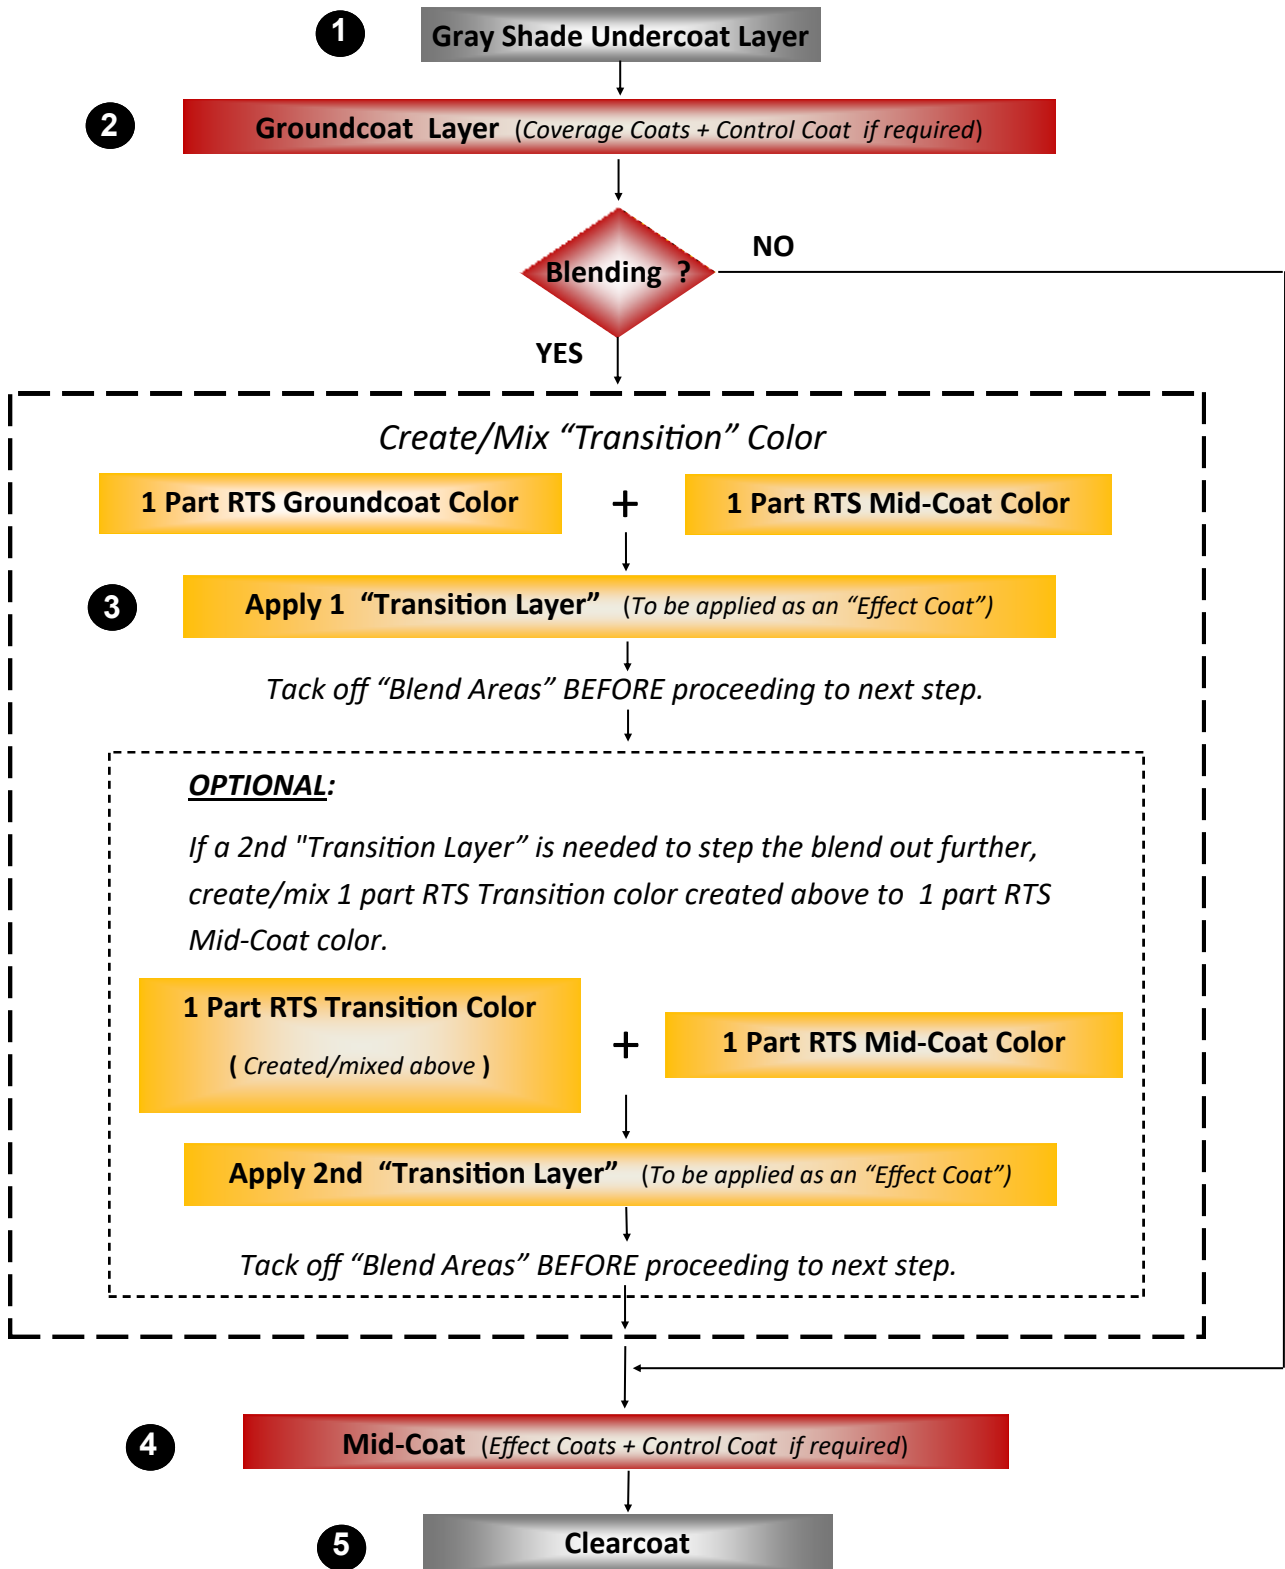 1
Gray Shade Undercoat Layer
2
Groundcoat Layer (Coverage Coats + Control Coat if required)
Blending ?
NO
YES
Create/Mix “Transition” Color
1 Part RTS Groundcoat Color
+
1 Part RTS Mid-Coat Color
3
Apply 1 “Transition Layer” (To be applied as an “Effect Coat”)
Tack off “Blend Areas” BEFORE proceeding to next step.
OPTIONAL:
If a 2nd "Transition Layer” is needed to step the blend out further,
create/mix 1 part RTS Transition color created above to 1 part RTS
Mid-Coat color.
1 Part RTS Transition Color
( Created/mixed above )
+
1 Part RTS Mid-Coat Color
Apply 2nd “Transition Layer” (To be applied as an “Effect Coat”)
Tack off “Blend Areas” BEFORE proceeding to next step.
4
Mid-Coat (Effect Coats + Control Coat if required)
5
Clearcoat